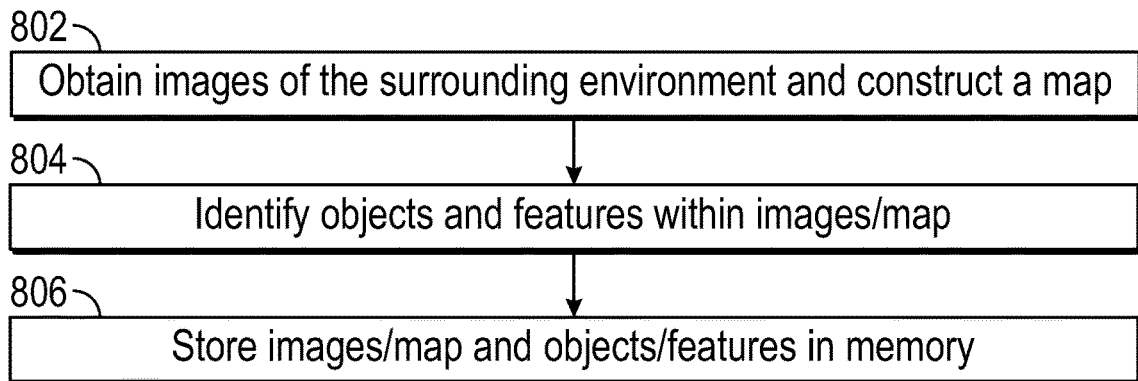 802
Obtain images of the surrounding environment and construct a map
804
Identify objects and features within images/map
806
Store images/map and objects/features in memory